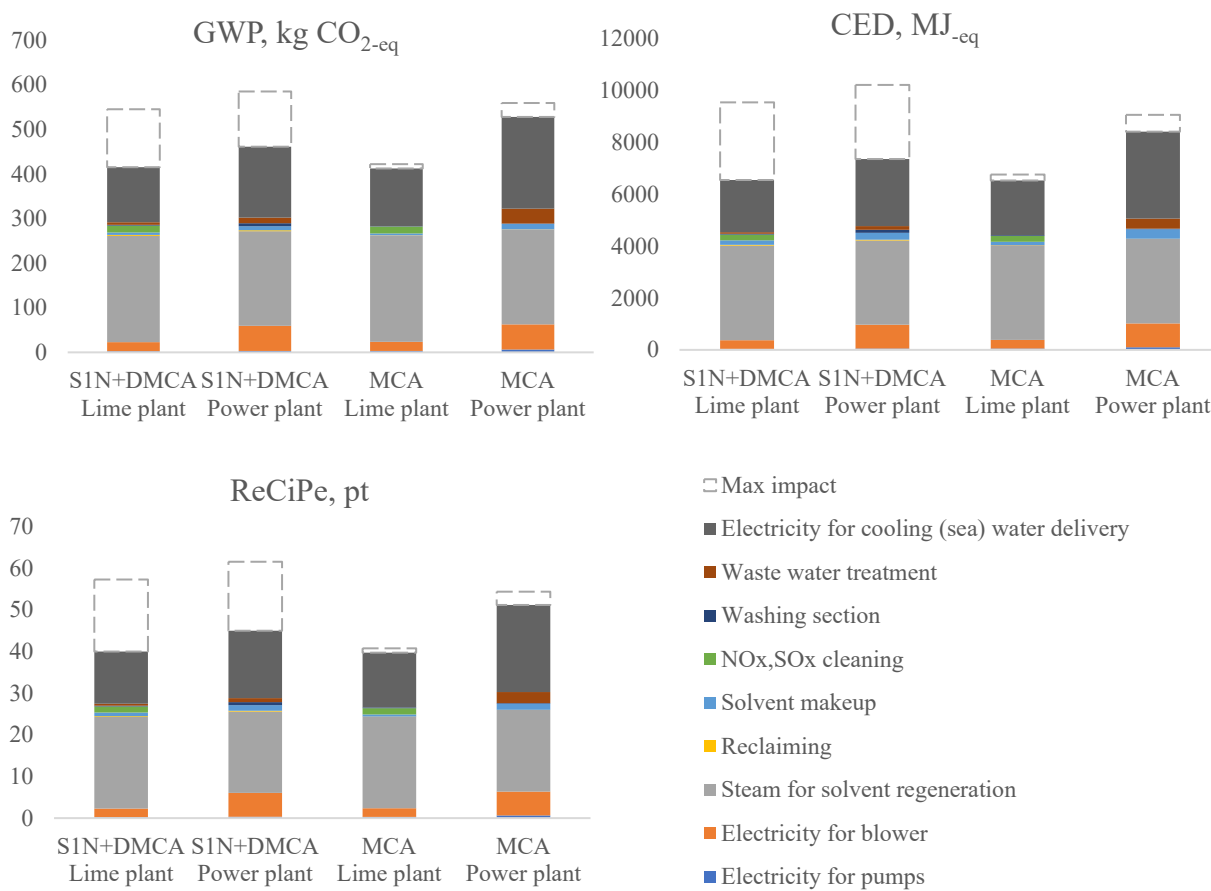 GWP, kg CO2-eq
700
600
500
400
300
200
100
0
S1N+DMCA S1N+DMCA MCA MCA
Lime plant Power plant Lime plant Power plant
CED, MJ-eq
12000
10000
8000
6000
4000
2000
0
S1N+DMCA S1N+DMCA MCA MCA
Lime plant Power plant Lime plant Power plant
ReCiPe, pt
70
60
50
40
30
20
10
0
S1N+DMCA S1N+DMCA MCA MCA
Lime plant Power plant Lime plant Power plant
Max impact
Electricity for cooling (sea) water delivery
Waste water treatment
Washing section
NOx,SOx cleaning
Solvent makeup
Reclaiming
Steam for solvent regeneration
Electricity for blower
Electricity for pumps